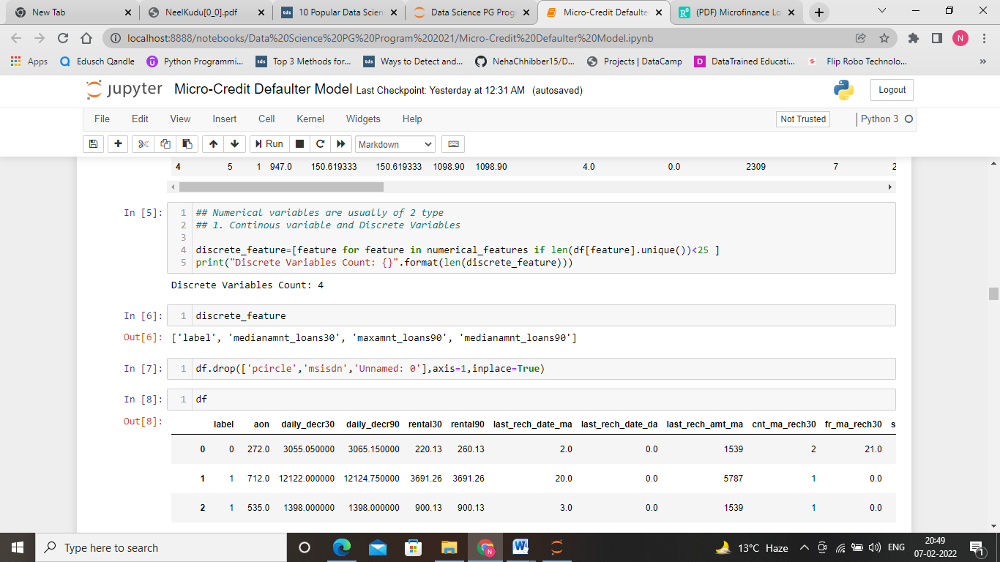 New Tab
NeelKudu[0_0].pdf
tds 10 Popular Data Scien
Data Science PG Progr
Micro-Credit Defaulte
R (PDF) Microfinance Lo
localhost:8888/notebooks/Data%20Science%20PG%20Program%202021/Micro-Credit%20Defaulter%20Model.ipynb
N
Apps
Edusch Qandle
Python Programmi...
tds Top 3 Methods for...
tds Ways to Detect and...
NehaChhibber15/D...
Projects | DataCamp
D DataTrained Educati...
Flip Robo Technolo...
»
jupyter Micro-Credit Defaulter Model Last Checkpoint: Yesterday at 12:31 AM (autosaved)
Logout
File Edit View Insert Cell Kernel Widgets Help
Not Trusted
Python 3
Run
Markdown
4 5 1 947.0 150.619333 150.619333 1098.90 1098.90 4.0 0.0 2309 7 2
In [5]:
1 ## Numerical variables are usually of 2 type
2 ## 1. Continous variable and Discrete Variables
3
4 discrete_feature=[feature for feature in numerical_features if len(df[feature].unique())<25 ]
5 print("Discrete Variables Count: {}".format(len(discrete_feature)))
Discrete Variables Count: 4
In [6]: 1 discrete_feature
Out[6]: ['label', 'medianamnt_loans30', 'maxamnt_loans90', 'medianamnt_loans90']
In [7]: 1 df.drop(['pcircle','msisdn','Unnamed: 0'],axis=1,inplace=True)
In [8]: 1 df
Out[8]:
label aon daily_decr30 daily_decr90 rental30 rental90 last_rech_date_ma last_rech_date_da last_rech_amt_ma cnt_ma_rech30 fr_ma_rech30 s
0 0 272.0 3055.050000 3065.150000 220.13 260.13 2.0 0.0 1539 2 21.0
1 1 712.0 12122.000000 12124.750000 3691.26 3691.26 20.0 0.0 5787 1 0.0
2 1 535.0 1398.000000 1398.000000 900.13 900.13 3.0 0.0 1539 1 0.0
Type here to search
N
W
13°C Haze
ENG
20:49
07-02-2022
1